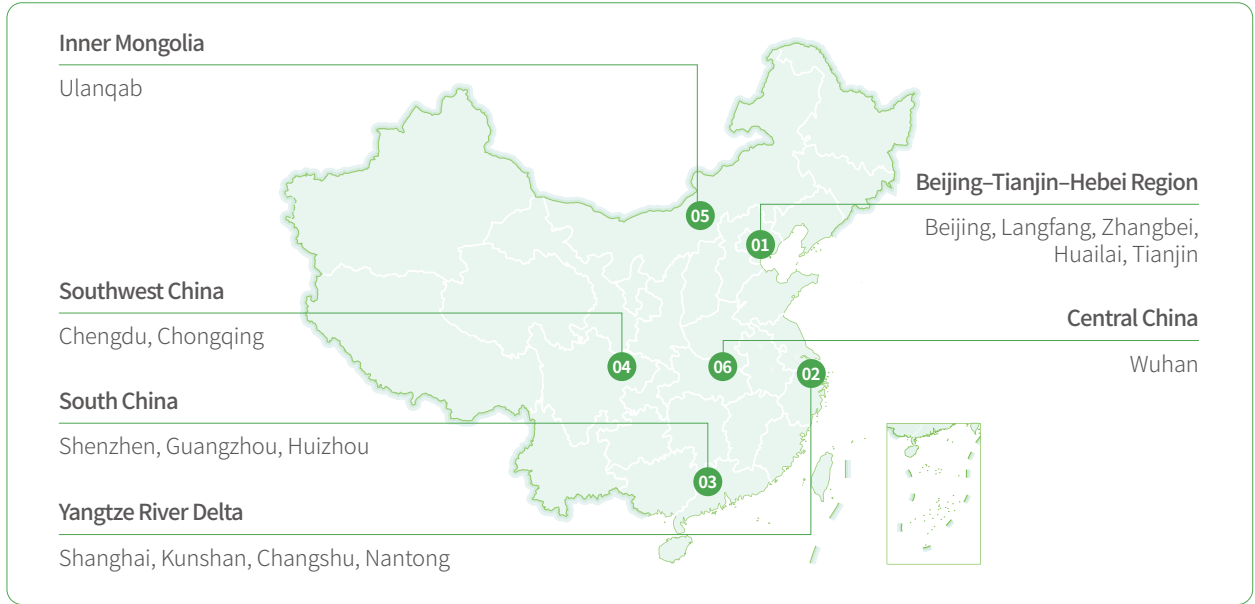 Inner Mongolia
Ulanqab
Beijing–Tianjin–Hebei Region
Beijing, Langfang, Zhangbei,
Huailai, Tianjin
Southwest China
Chengdu, Chongqing
Central China
Wuhan
South China
Shenzhen, Guangzhou, Huizhou
Yangtze River Delta
Shanghai, Kunshan, Changshu, Nantong
05
01
04
06
02
03